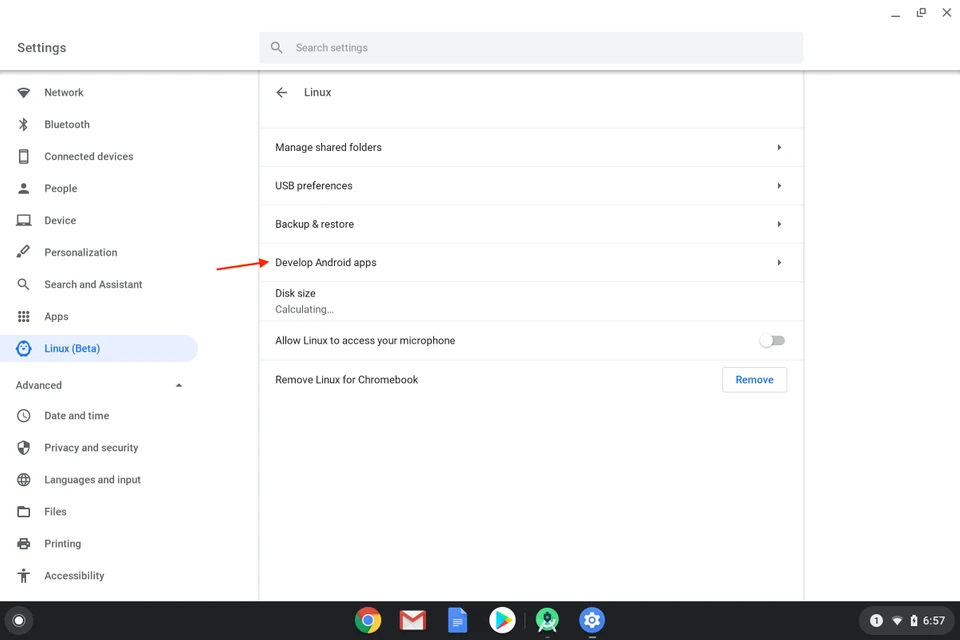 Settings
Search settings
Network
Bluetooth
Connected devices
People
Device
Personalization
Search and Assistant
Apps
Linux (Beta)
Advanced
Date and time
Privacy and security
Languages and input
Files
Printing
Accessibility
Linux
Manage shared folders
USB preferences
Backup & restore
Develop Android apps
Disk size
Calculating...
Allow Linux to access your microphone
Remove Linux for Chromebook
Remove
1
6:57